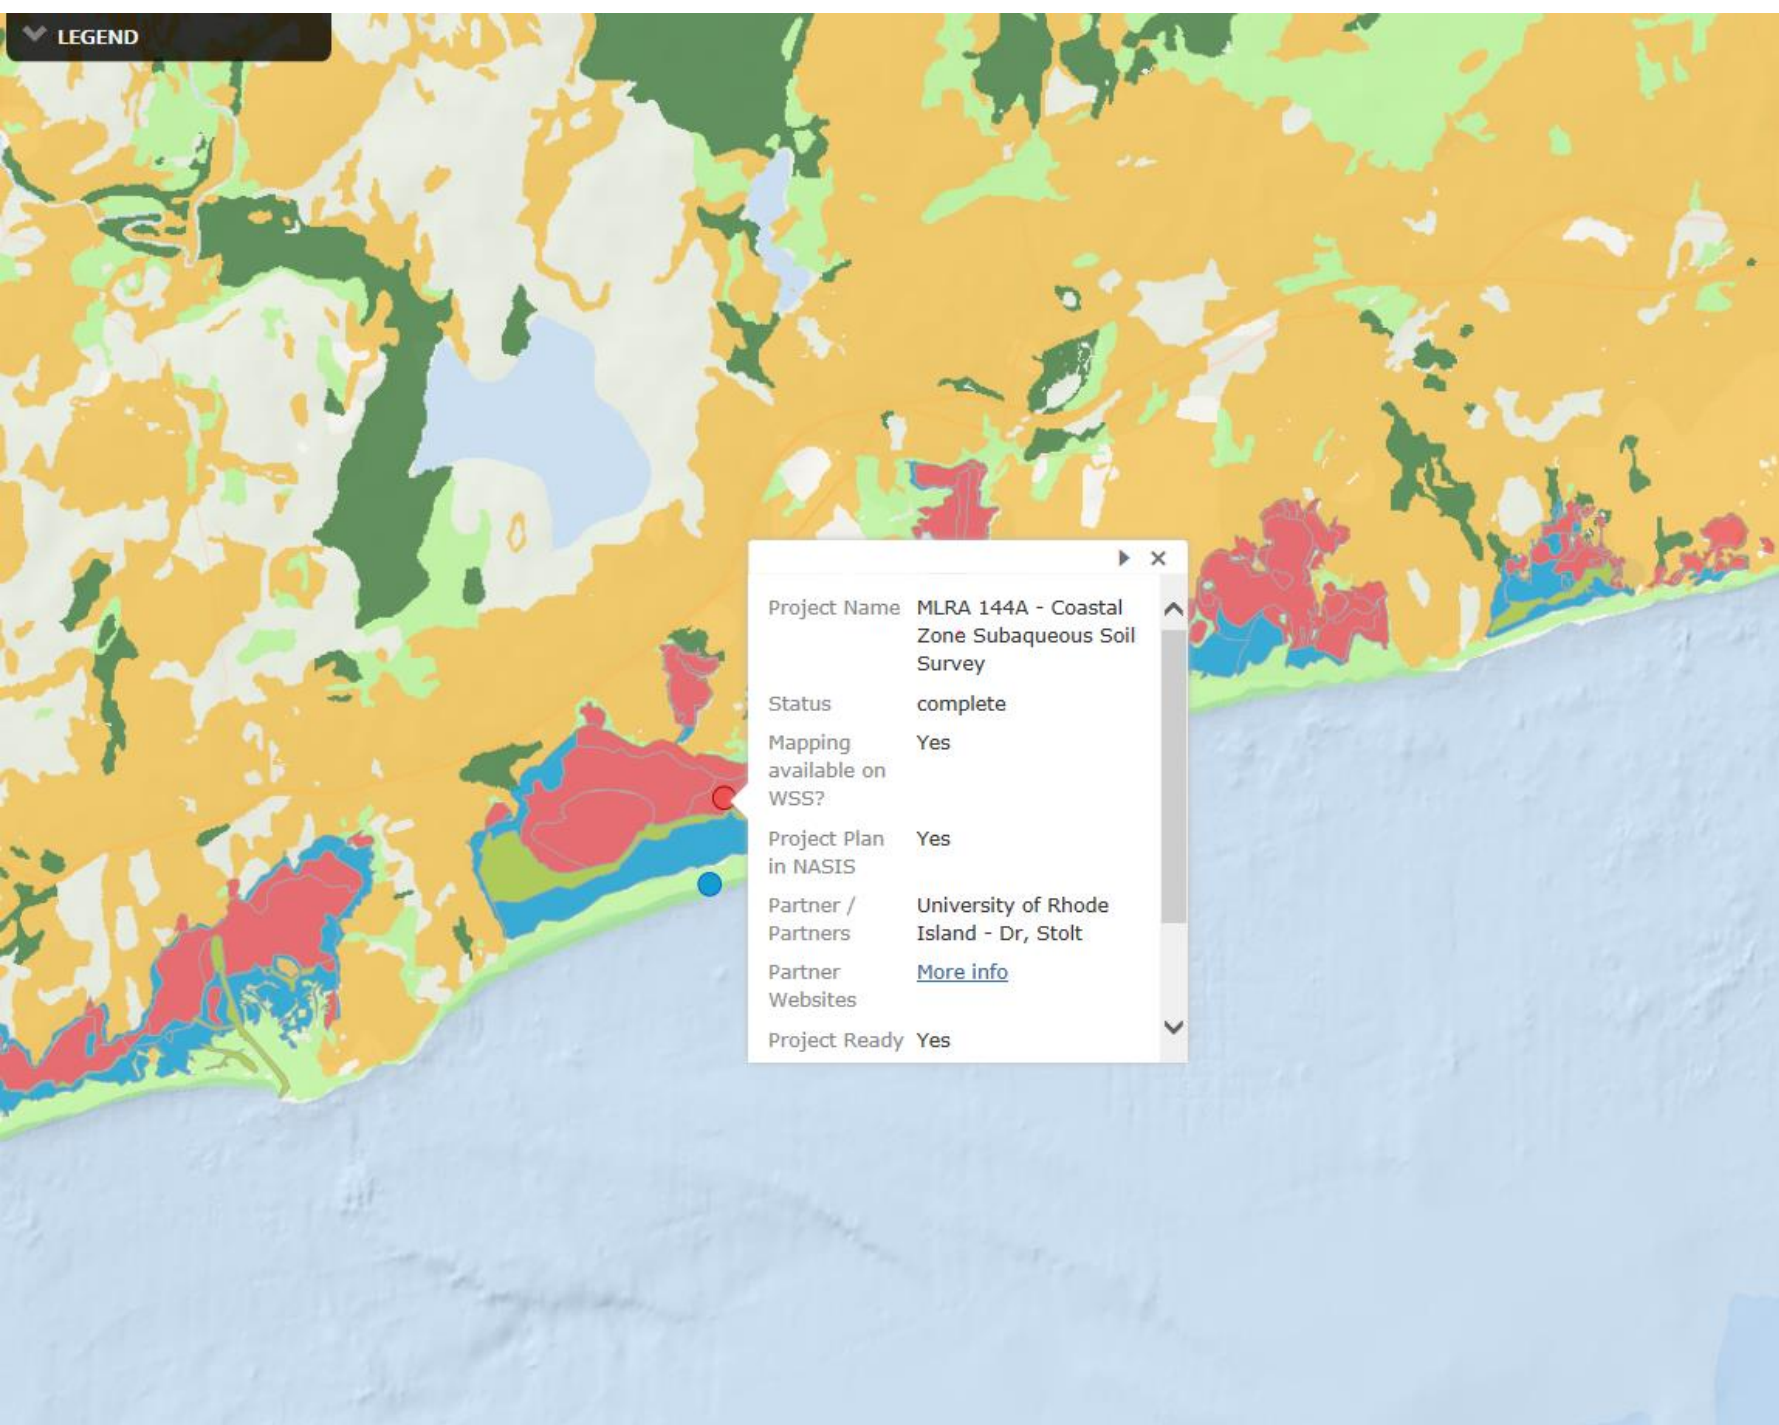 LEGEND
Project Name MLRA 144A - Coastal
Zone Subaqueous Soil
Survey
Status complete
Mapping Yes
available on
WSS?
Project Plan Yes
in NASIS
Partner / University of Rhode
Partners Island - Dr, Stolt
Partner More info
Websites
Project Ready Yes